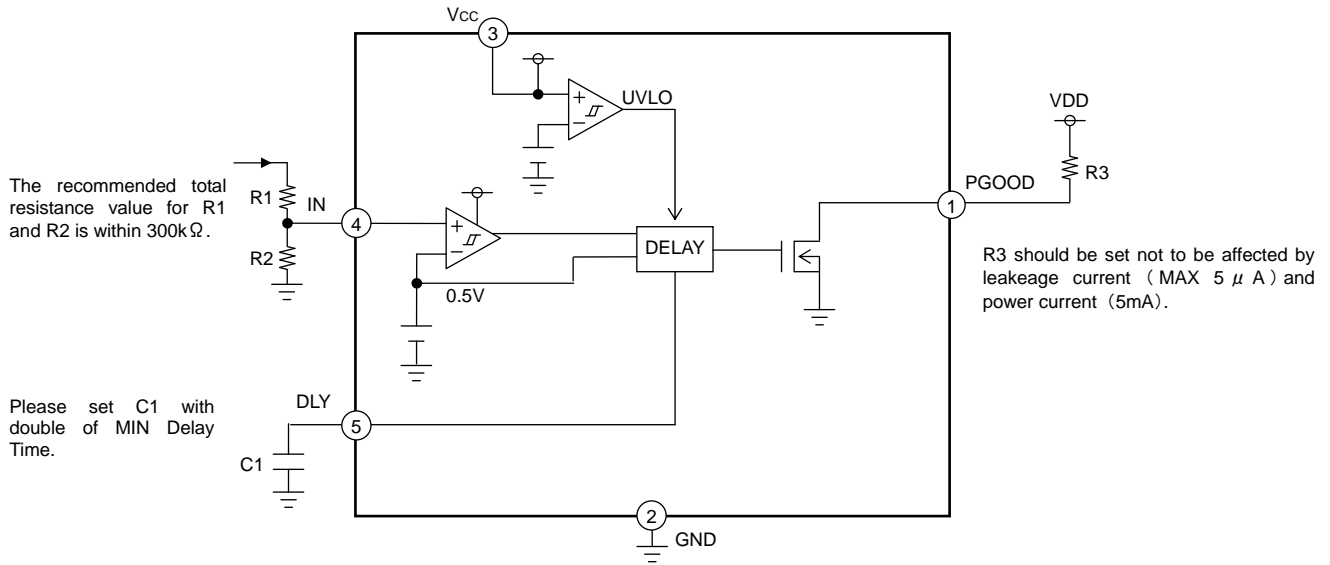 Vcc
3
UVLO
VDD
R3
PGOOD
1
The recommended total
resistance value for R1
and R2 is within 300kΩ.
R1
IN
4
R2
+
−
+
−
DELAY
0.5V
R3 should be set not to be affected by
leakeage current（MAX 5 μ A）and
power current（5mA）.
Please set C1 with
double of MIN Delay
Time.
DLY
5
C1
2
GND